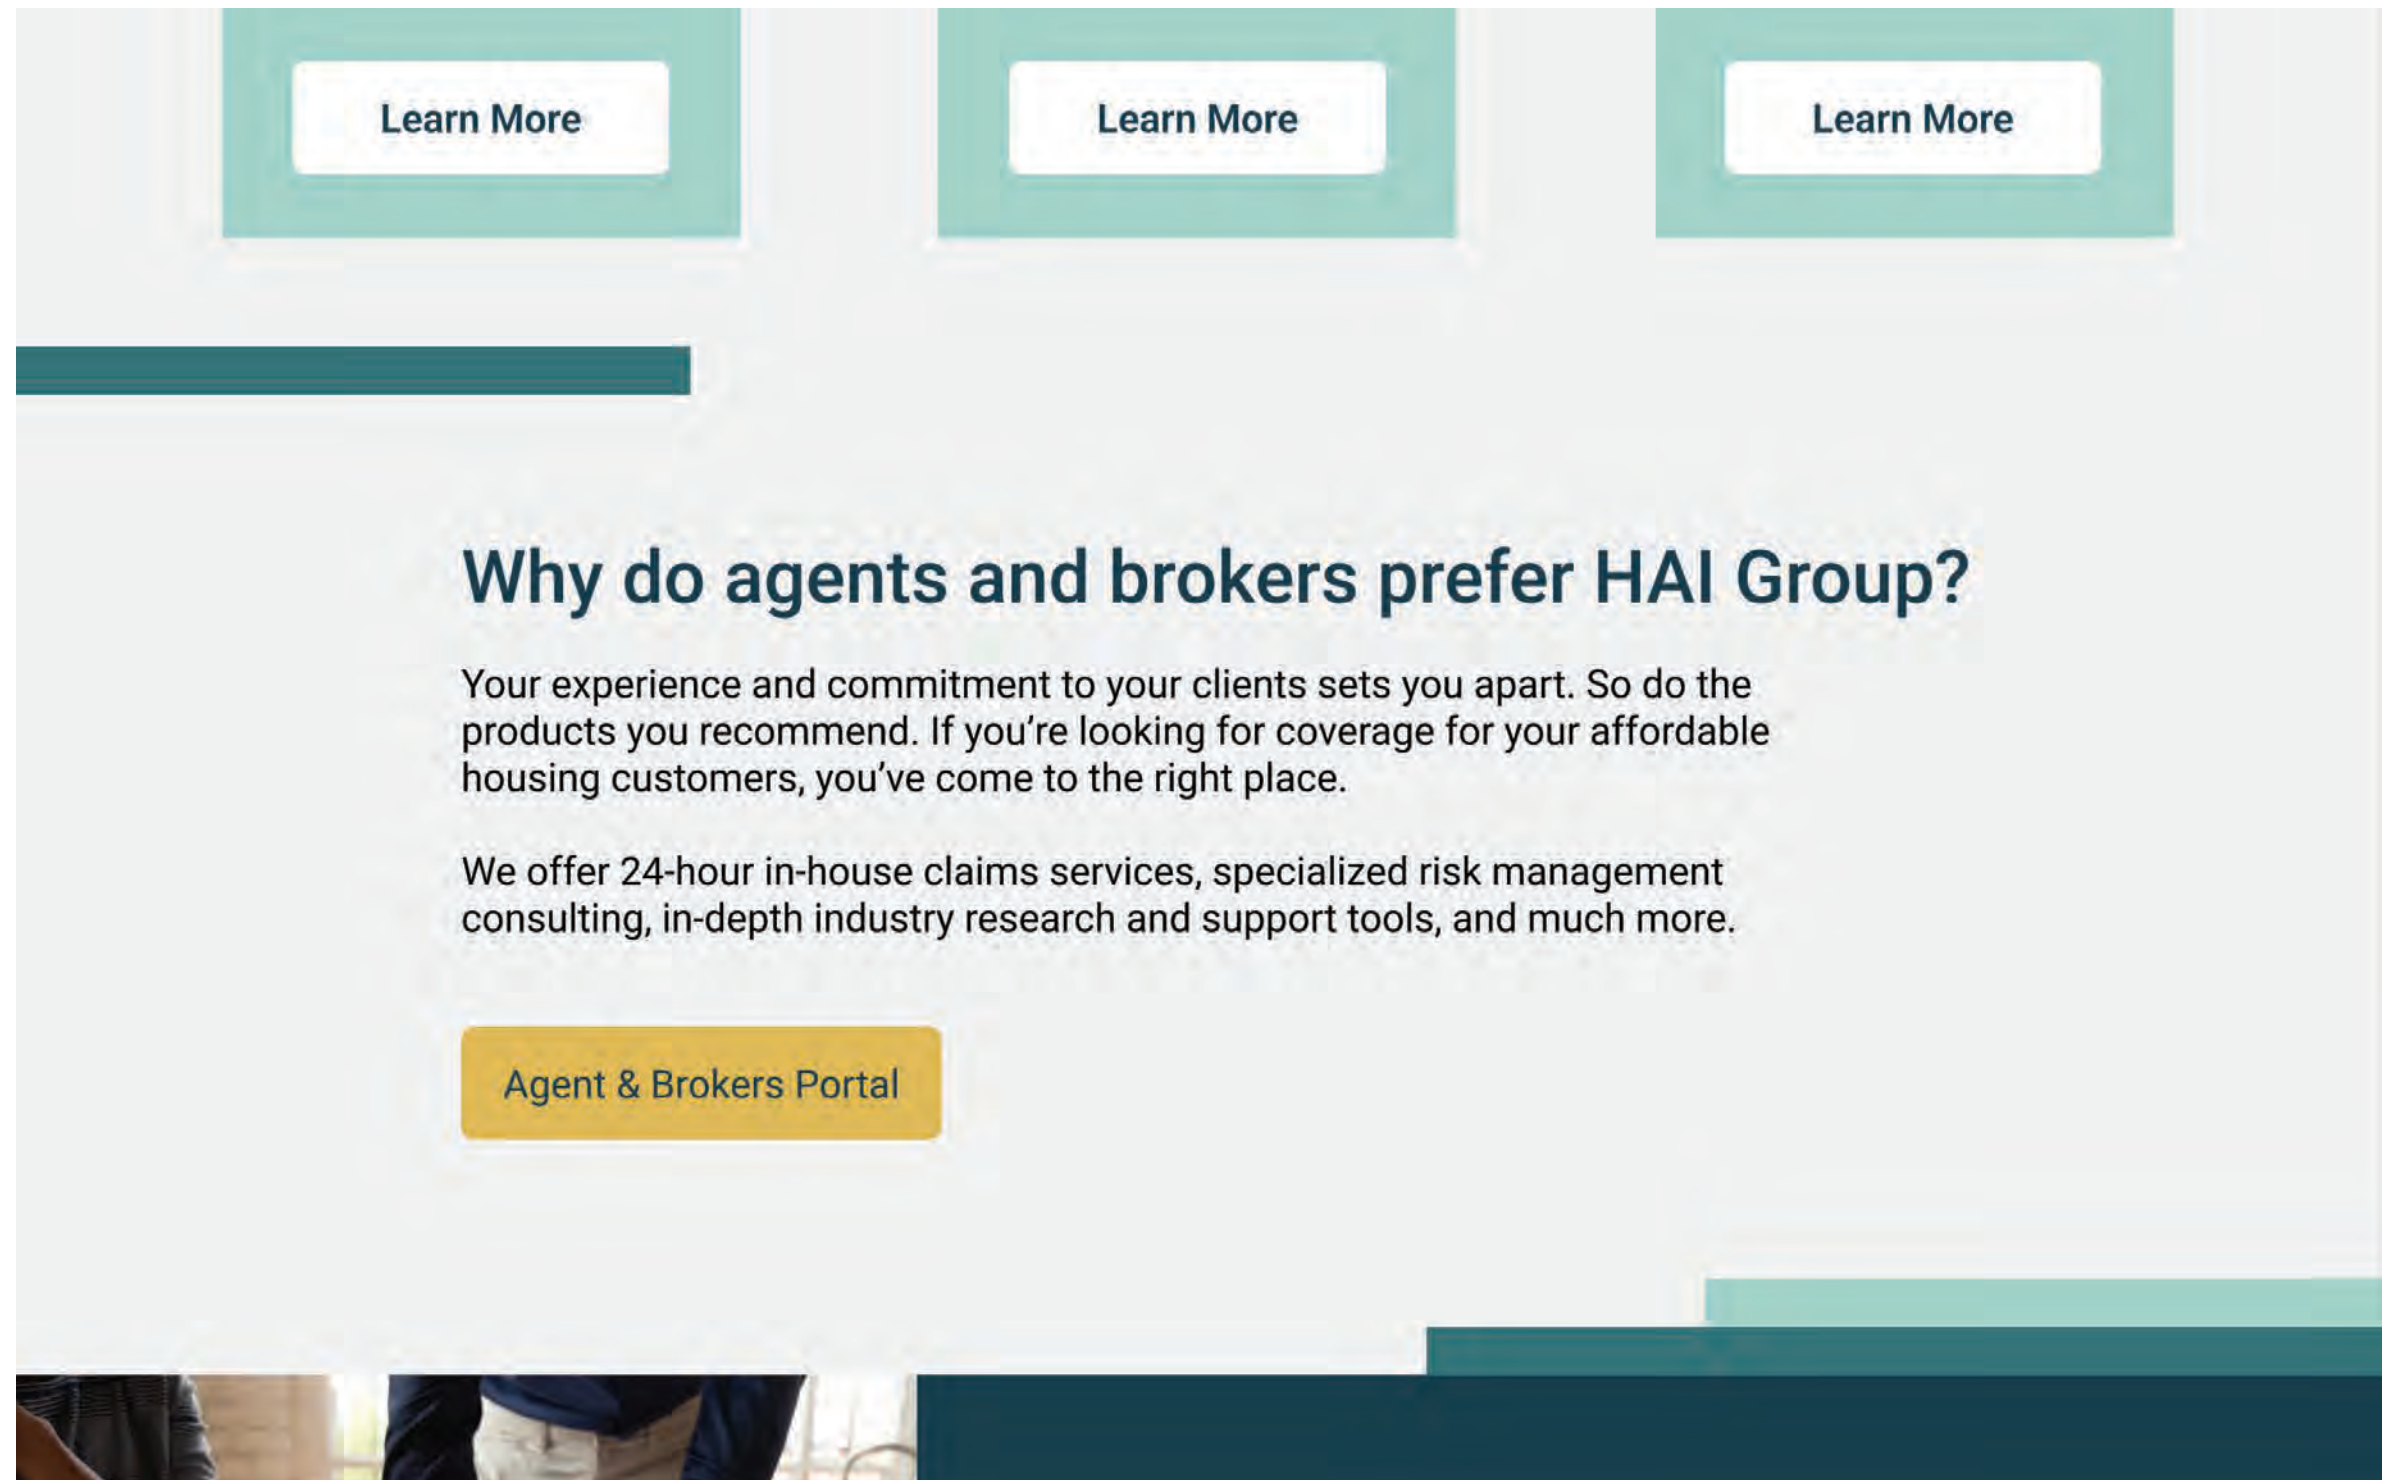 Learn More
Learn More
Learn More
Why do agents and brokers prefer HAI Group?
Your experience and commitment to your clients sets you apart. So do the
products you recommend. If you’re looking for coverage for your affordable
housing customers, you’ve come to the right place.
We offer 24-hour in-house claims services, specialized risk management
consulting, in-depth industry research and support tools, and much more.
Agent & Brokers Portal